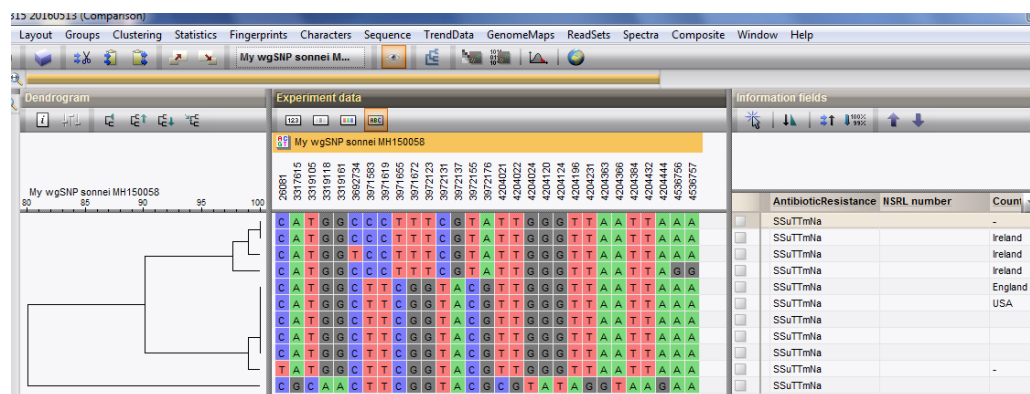 315 20160513 (Comparison)
Layout Groups Clustering Statistics Fingerprints Characters Sequence TrendData GenomeMaps ReadSets Spectra Composite Window Help
My wgSNP sonnei M...
Dendrogram
Experiment data
Information fields
My wgSNP sonnei MH150058
26081 3317615 3319105 3319118 3319161 3692734 3971583 3971619 3971655 3971672 3972123 3972131 3972137 3972155 3972176 4204021 4204022 4204024 4204120 4204124 4204196 4204231 4204363 4204366 4204384 4204432 4204444 4536756 4536757
My wgSNP sonnei MH150058
80 85 90 95 100
AntibioticResistance NSRL number Count
C A T G G C C C T T T C G T A T T G G G T T A A T T A A A SSuTTmNa -
C A T G G C C C T T T C G T A T T G G G T T A A T T A A A SSuTTmNa Ireland
C A T G G T C C T T T C G T A T T G G G T T A A T T A A A SSuTTmNa Ireland
C A T G G C C C T T T C G T A T T G G G T T A A T T A G G SSuTTmNa Ireland
C A T G G C T T C G G T A C G T T G G G T T A A T T A A A SSuTTmNa England
C A T G G C T T C G G T A C G T T G G G T T A A T T A A A SSuTTmNa USA
C A T G G C T T C G G T A C G T T G G G T T A A T T A A A SSuTTmNa
C A T G G C T T C G G T A C G T T G G G T T A A T T A A A SSuTTmNa
C A T G G C T T C G G T A C G T T G G G T T A A T T A A A SSuTTmNa
T A T G G C T T C G G T A C G T T G G G T T A A T T A A A SSuTTmNa -
C G C A A C T T C G G T A C G C G T A T A G G T A A G A A SSuTTmNa